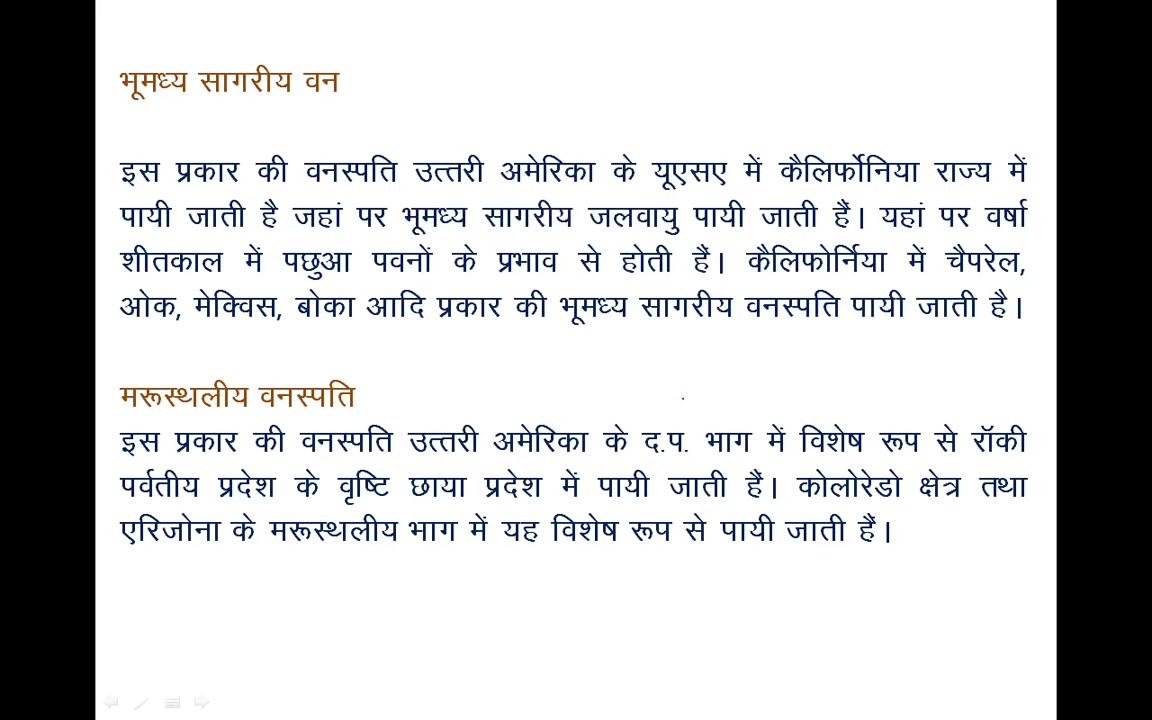 भूमध्य सागरीय वन
इस प्रकार की वनस्पति उत्तरी अमेरिका के यूएसए में कैलिर्फोनिया राज्य में
पायी जाती है जहां पर भूमध्य सागरीय जलवायु पायी जाती हैं। यहां पर वर्षा
शीतकाल में पछुआ पवनों के प्रभाव से होती हैं। कैलिफोर्निया में चैपरेल,
ओक, मेक्विस, बोका आदि प्रकार की भूमध्य सागरीय वनस्पति पायी जाती है।
मरूस्थलीय वनस्पति
इस प्रकार की वनस्पति उत्तरी अमेरिका के द.प. भाग में विशेष रूप से रॉकी
पर्वतीय प्रदेश के वृष्टि छाया प्रदेश में पायी जाती हैं। कोलोरेडो क्षेत्र तथा
एरिजोना के मरूस्थलीय भाग में यह विशेष रूप से पायी जाती हैं।